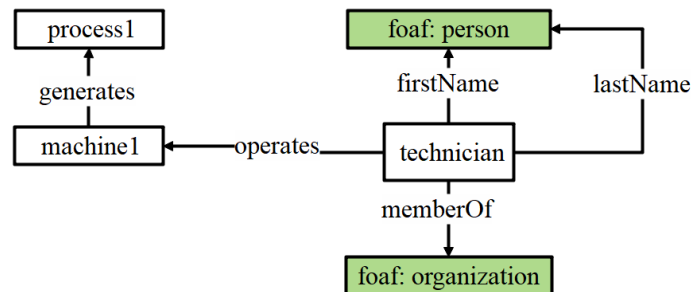 process1
foaf: person
generates
firstName
lastName
machine1
operates
technician
memberOf
foaf: organization